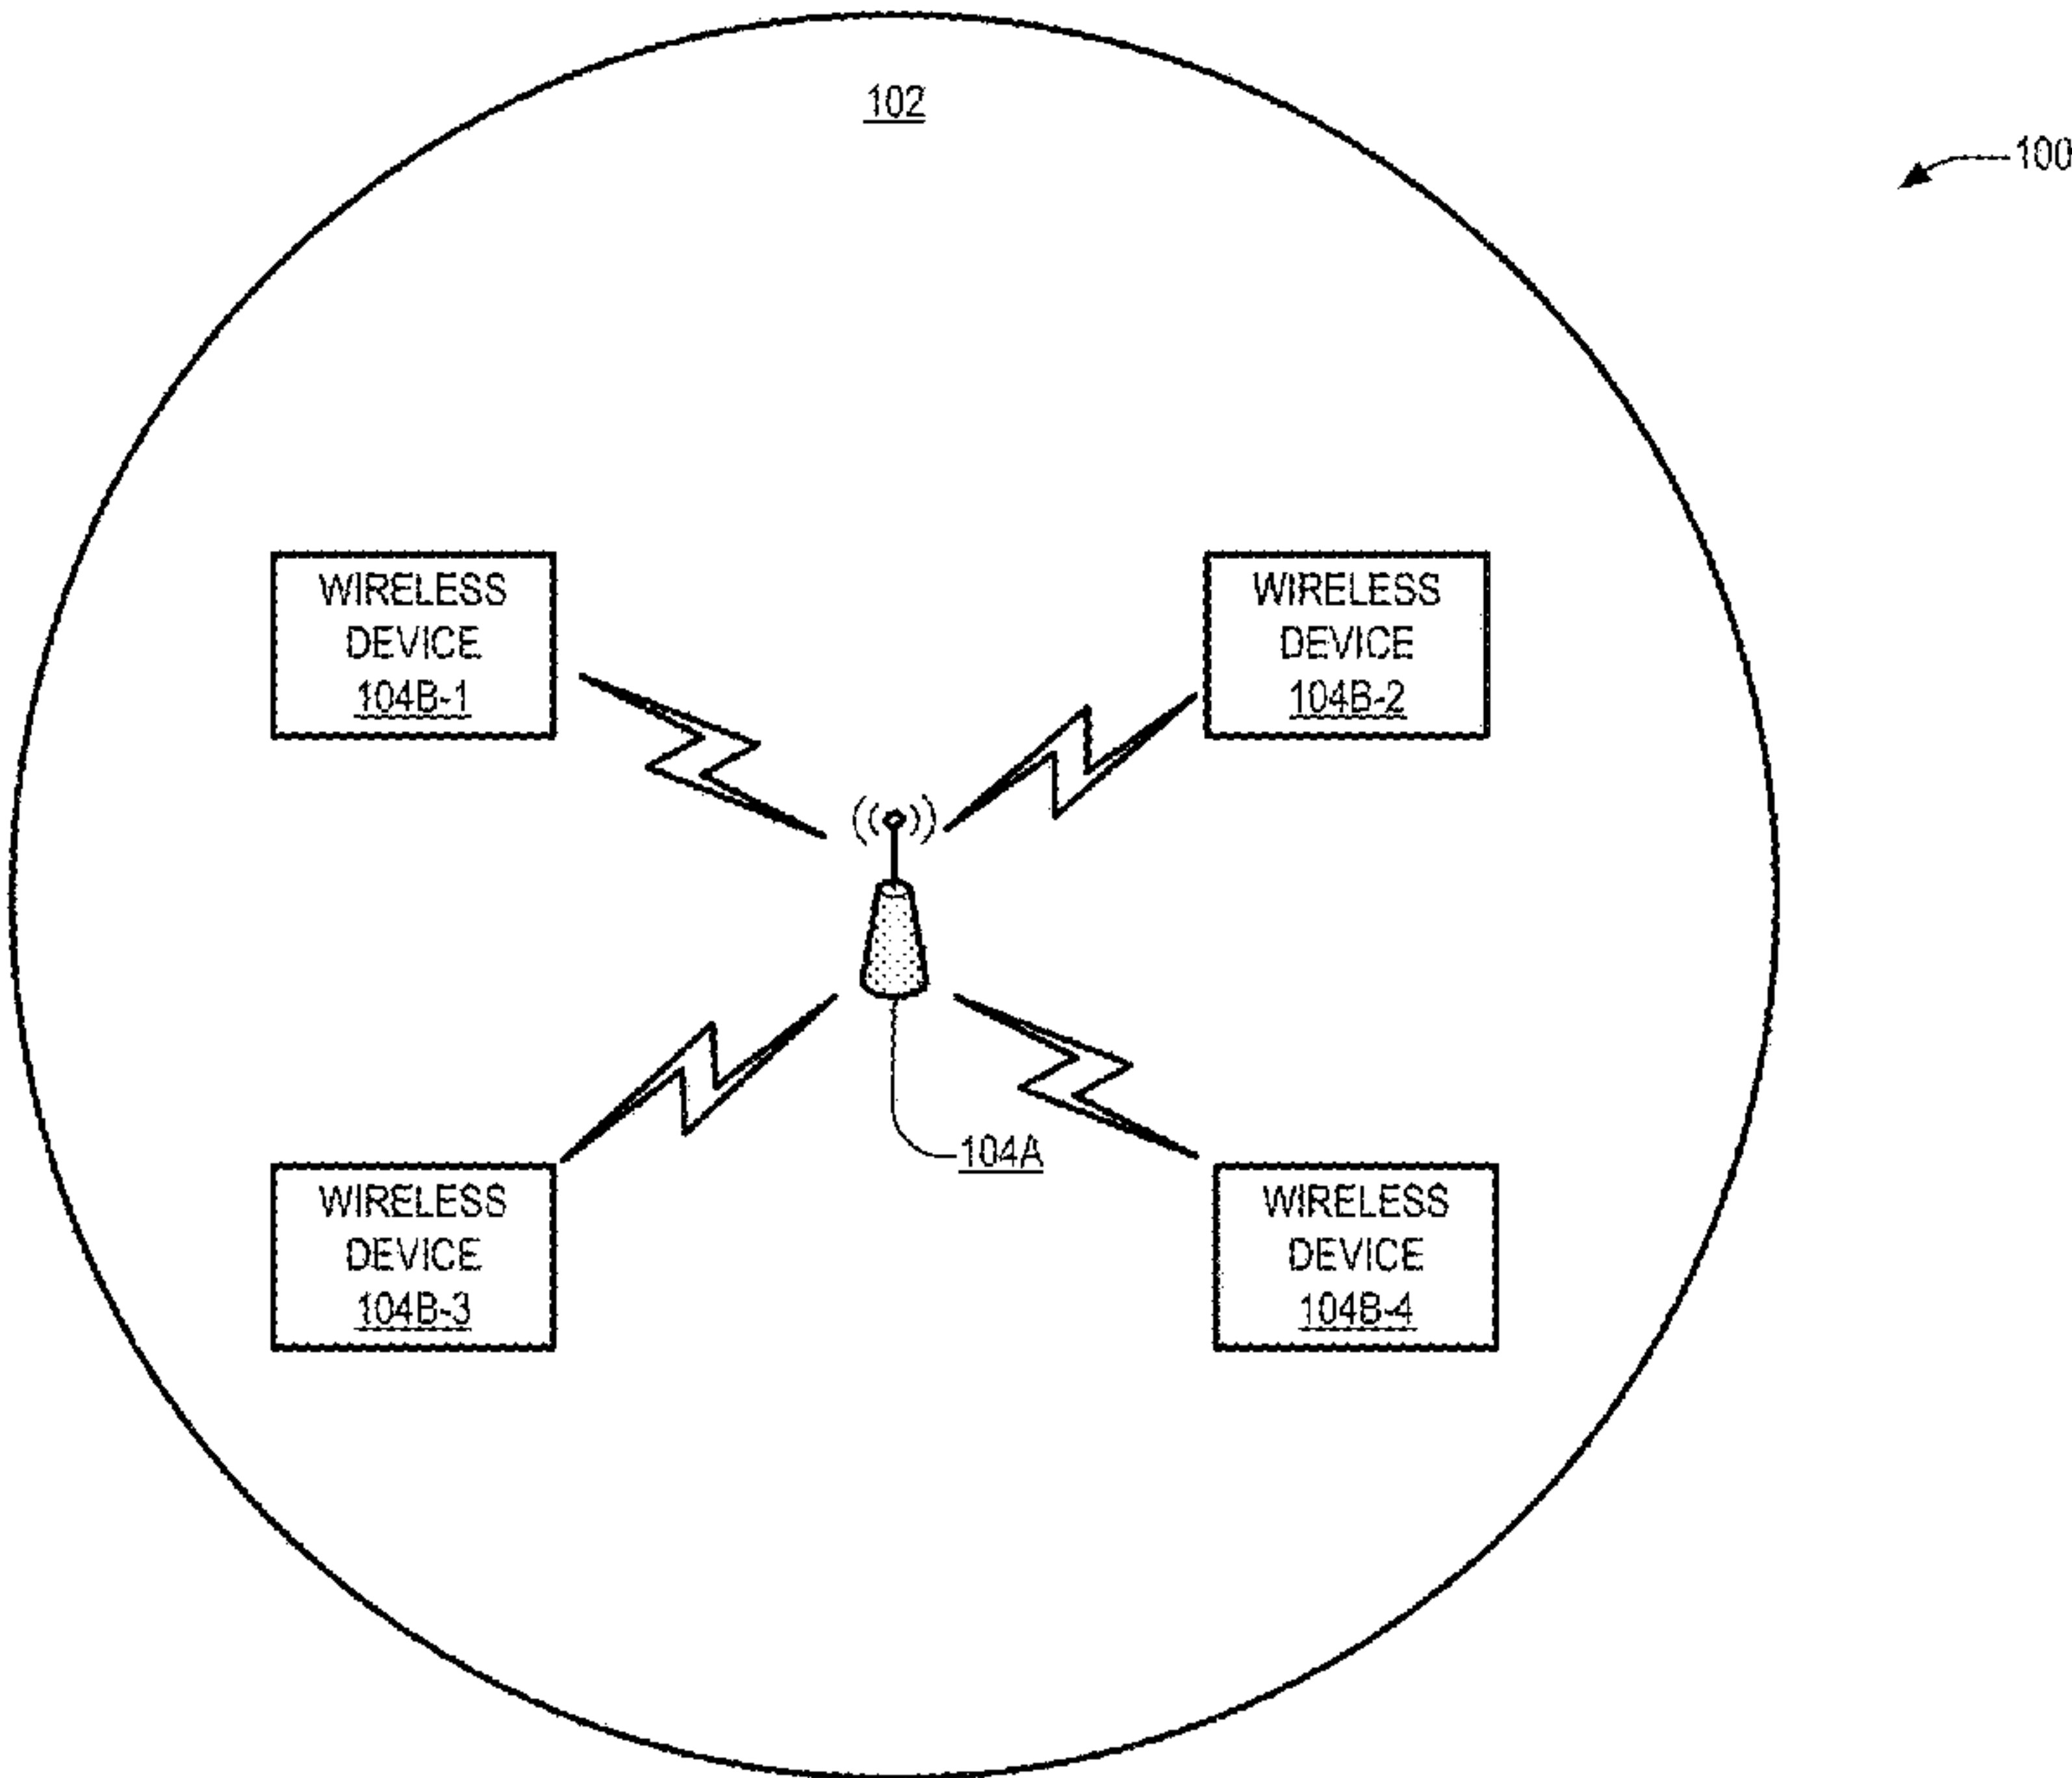 102
100
WIRELESS
DEVICE
104B-1
WIRELESS
DEVICE
104B-2
104A
WIRELESS
DEVICE
104B-3
WIRELESS
DEVICE
104B-4